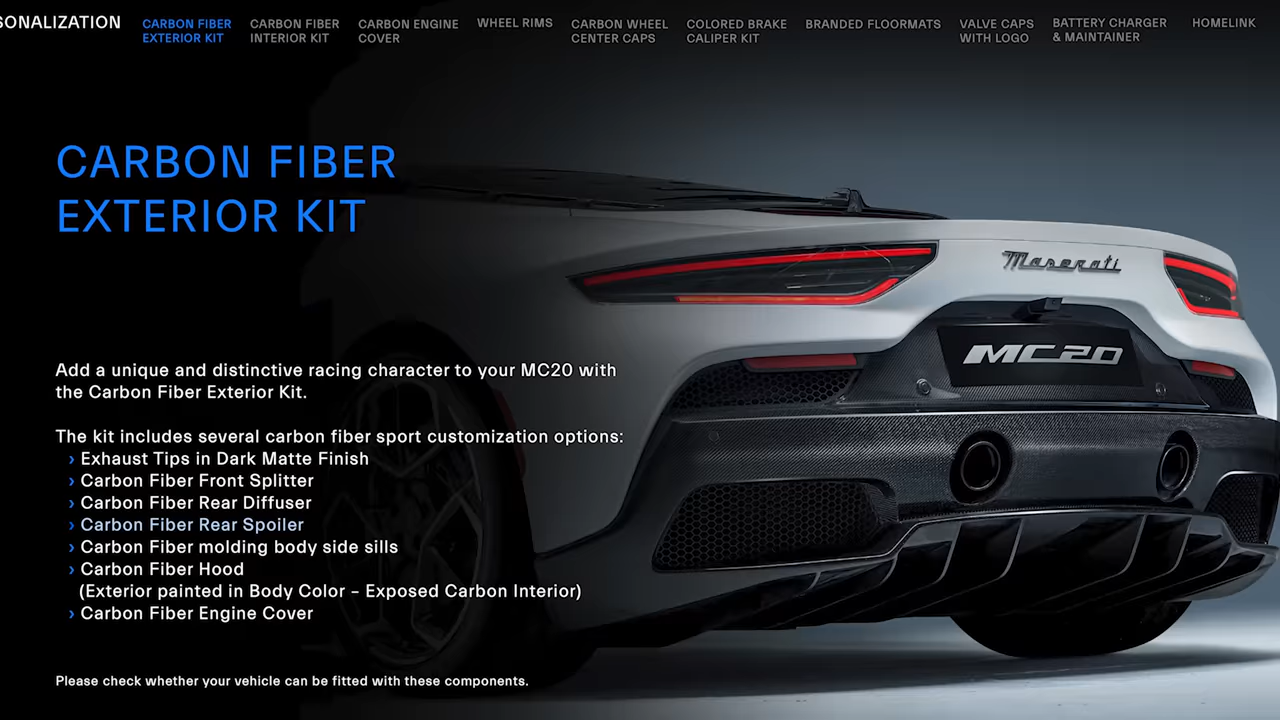 SONALIZATION
CARBON FIBER
EXTERIOR KIT
CARBON FIBER
INTERIOR KIT
CARBON ENGINE
COVER
WHEEL RIMS
CARBON WHEEL
CENTER CAPS
COLORED BRAKE
CALIPER KIT
BRANDED FLOORMATS
VALVE CAPS
WITH LOGO
BATTERY CHARGER
& MAINTAINER
HOMELINK
CARBON FIBER
EXTERIOR KIT
Maserati
MC20
Add a unique and distinctive racing character to your MC20 with
the Carbon Fiber Exterior Kit.
The kit includes several carbon fiber sport customization options:
› Exhaust Tips in Dark Matte Finish
› Carbon Fiber Front Splitter
› Carbon Fiber Rear Diffuser
› Carbon Fiber Rear Spoiler
› Carbon Fiber molding body side sills
› Carbon Fiber Hood
(Exterior painted in Body Color – Exposed Carbon Interior)
› Carbon Fiber Engine Cover
Please check whether your vehicle can be fitted with these components.